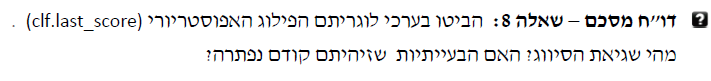 דו״ח מסכם – שאלה 8: הביטו בערכי לוגריתם הפילוג האפוסטריורי (clf.last_score).
מהי שגיאת הסיווג? האם הבעייתיות שזיהיתם קודם נפתרה?